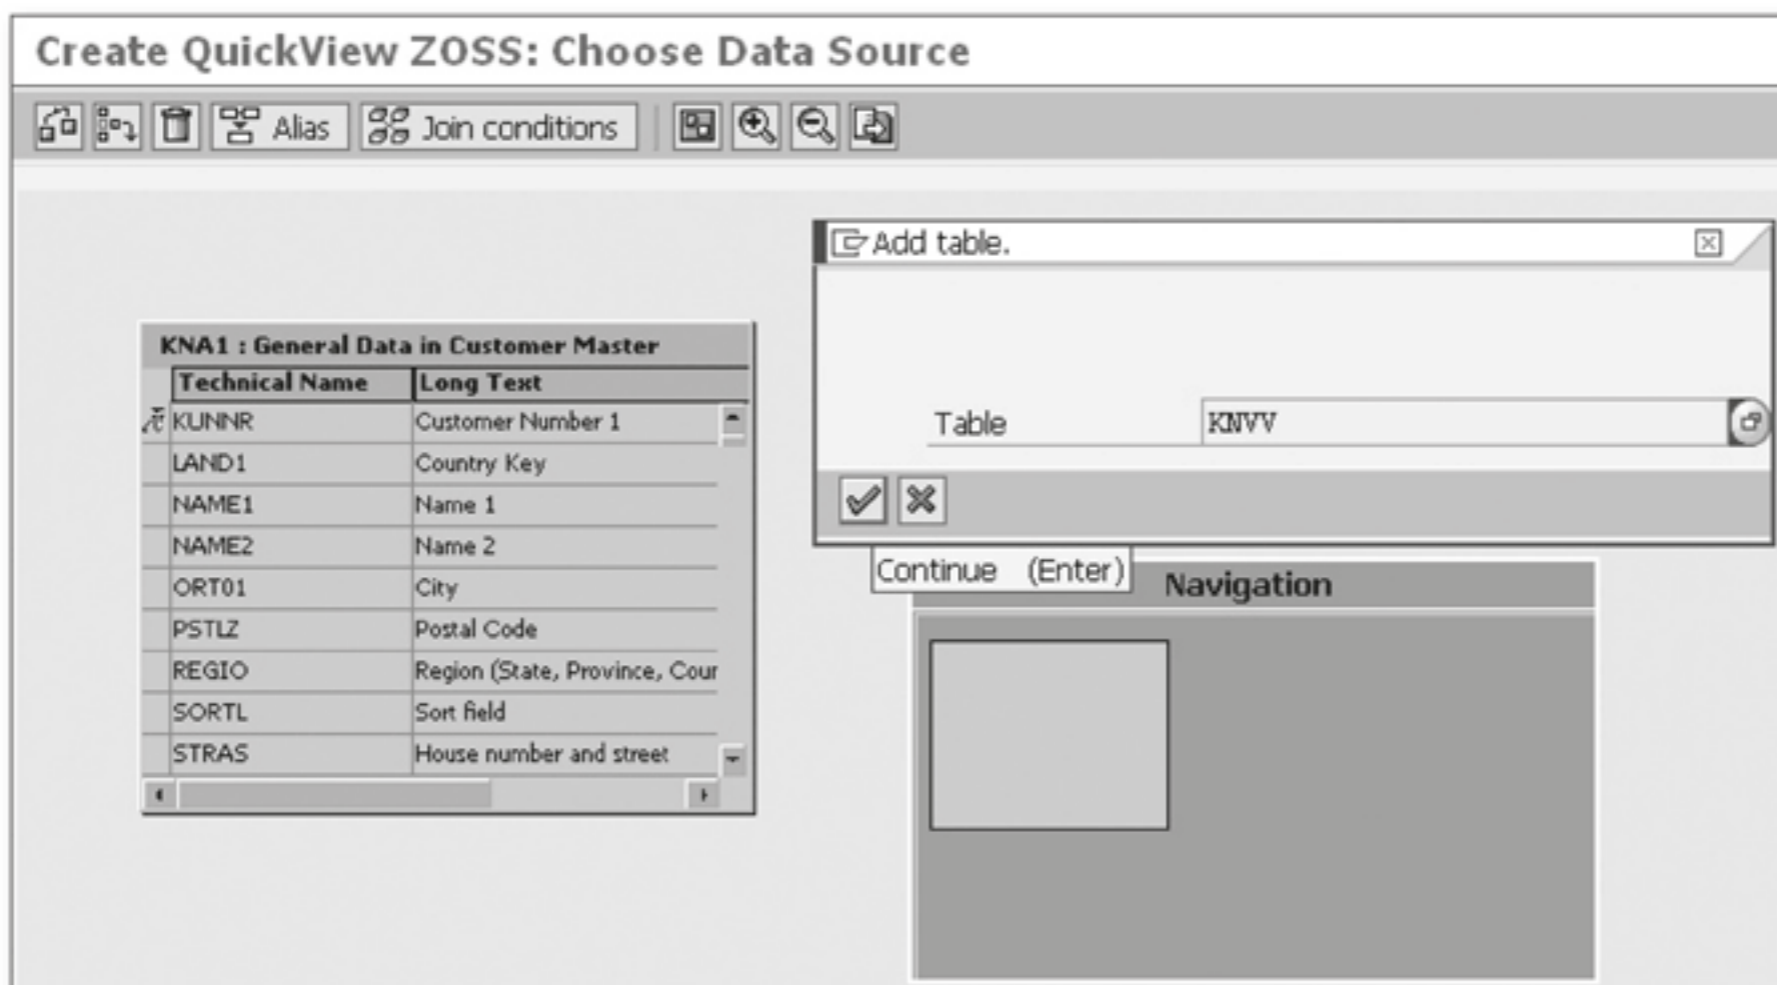 Create QuickView ZOSS: Choose Data Source
Alias
Join conditions
Add table.
Table KNVV
Continue (Enter)
KNA1 : General Data in Customer Master
Technical Name Long Text
KUNNR Customer Number 1
LAND1 Country Key
NAME1 Name 1
NAME2 Name 2
ORT01 City
PSTLZ Postal Code
REGIO Region (State, Province, Cour
SORTL Sort field
STRAS House number and street
Navigation